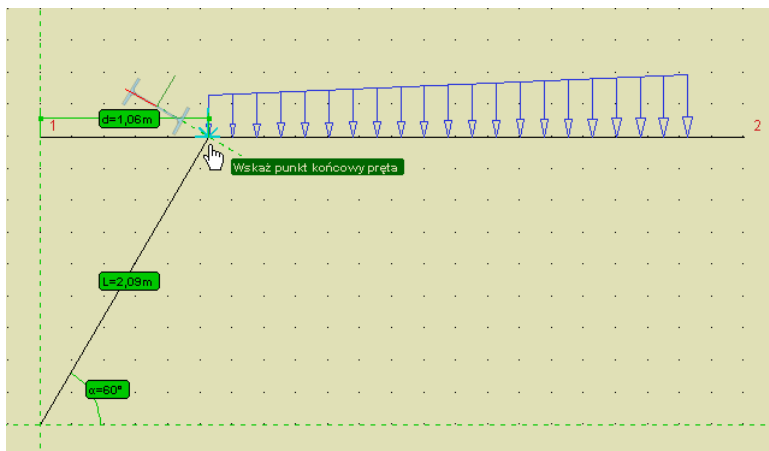 1
d=1,06m
2
Wskaż punkt końcowy pręta
L=2,09m
α=60°